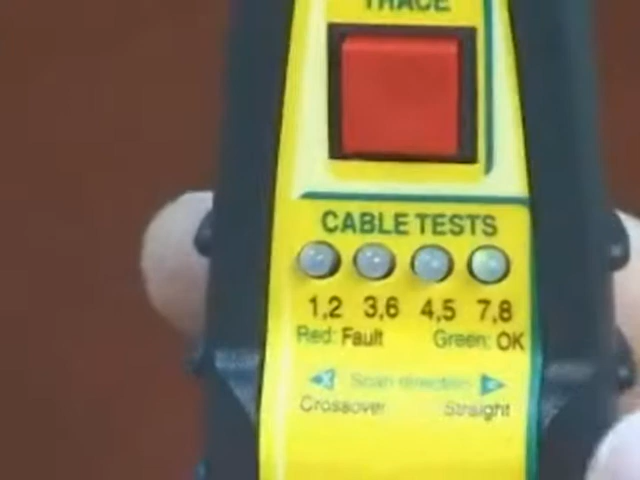 TRACE
CABLE TESTS
1,2 3,6 4,5 7,8
Red: Fault Green: OK
Scan direction
Crossover Straight